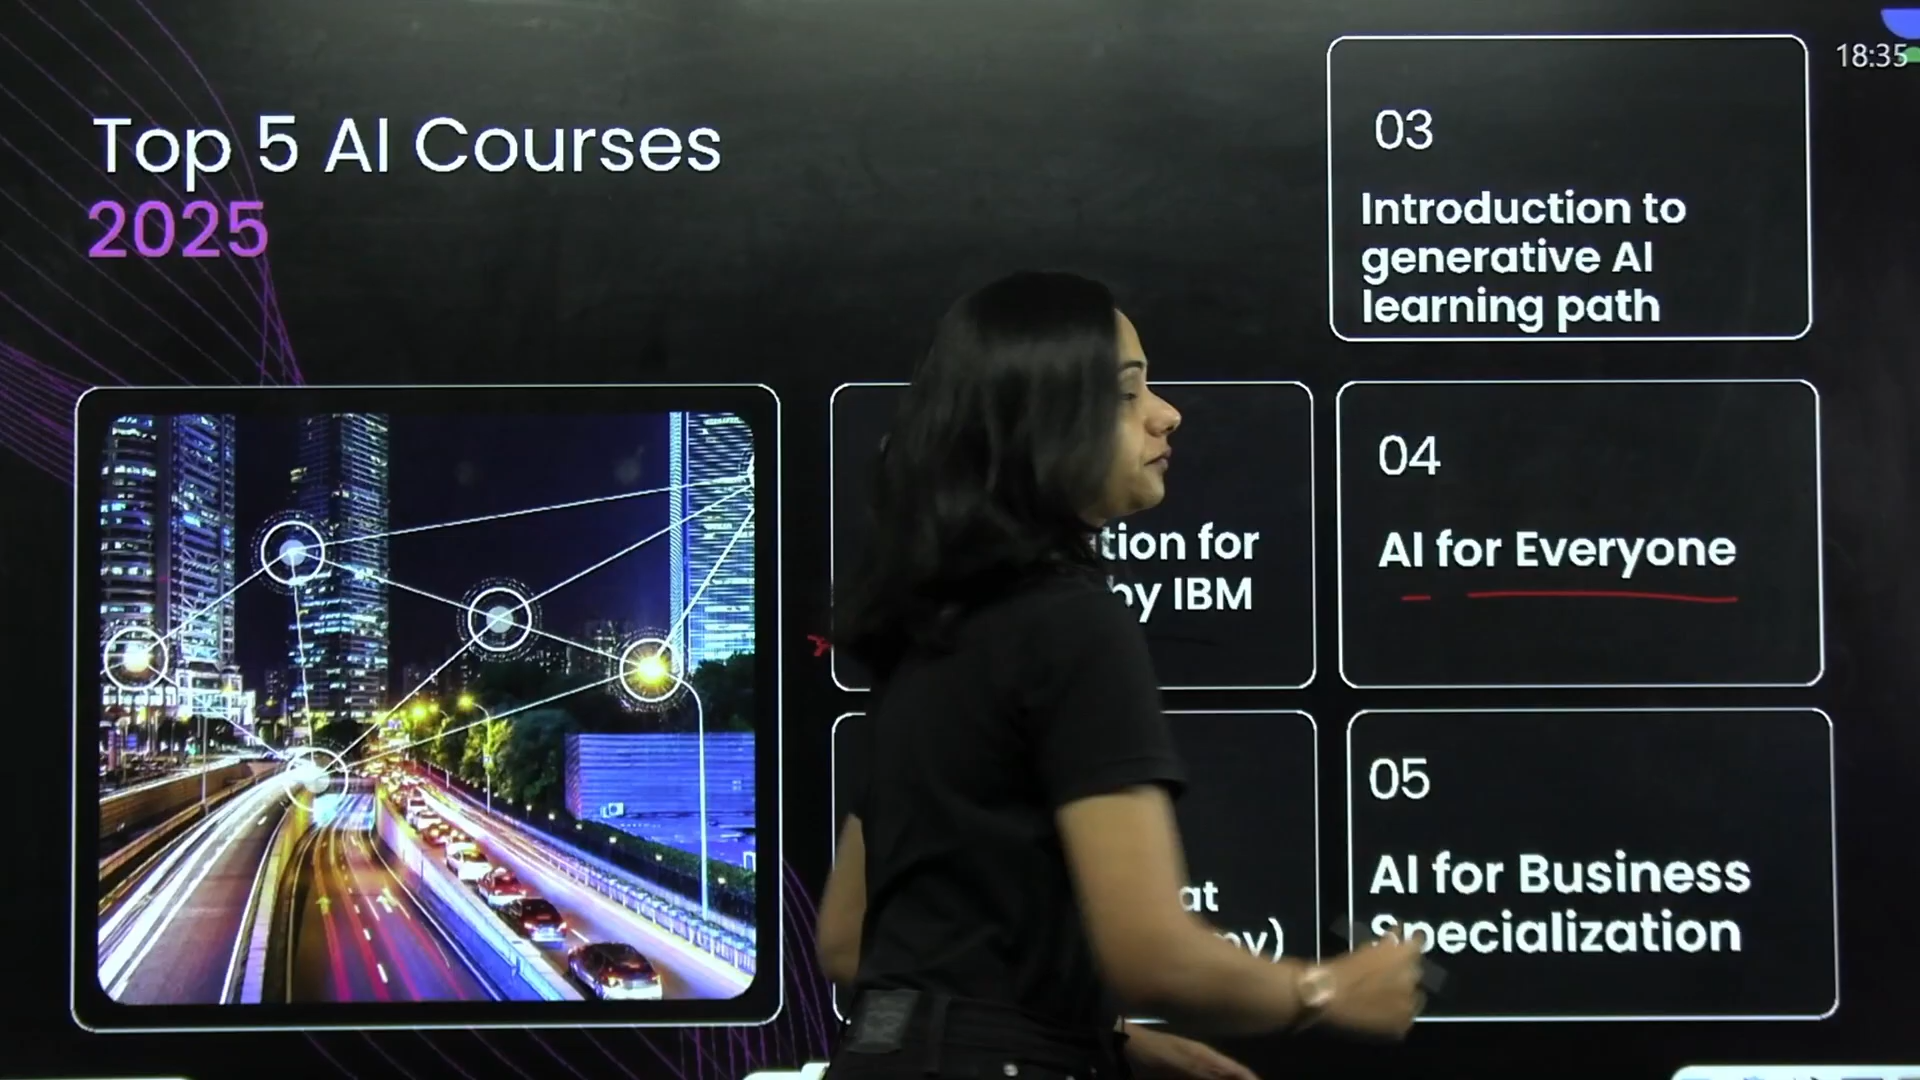 Top 5 AI Courses
2025
18:35
for
by IBM
at
03
Introduction to
generative AI
learning path
04
AI for Everyone
05
AI for Business
Specialization